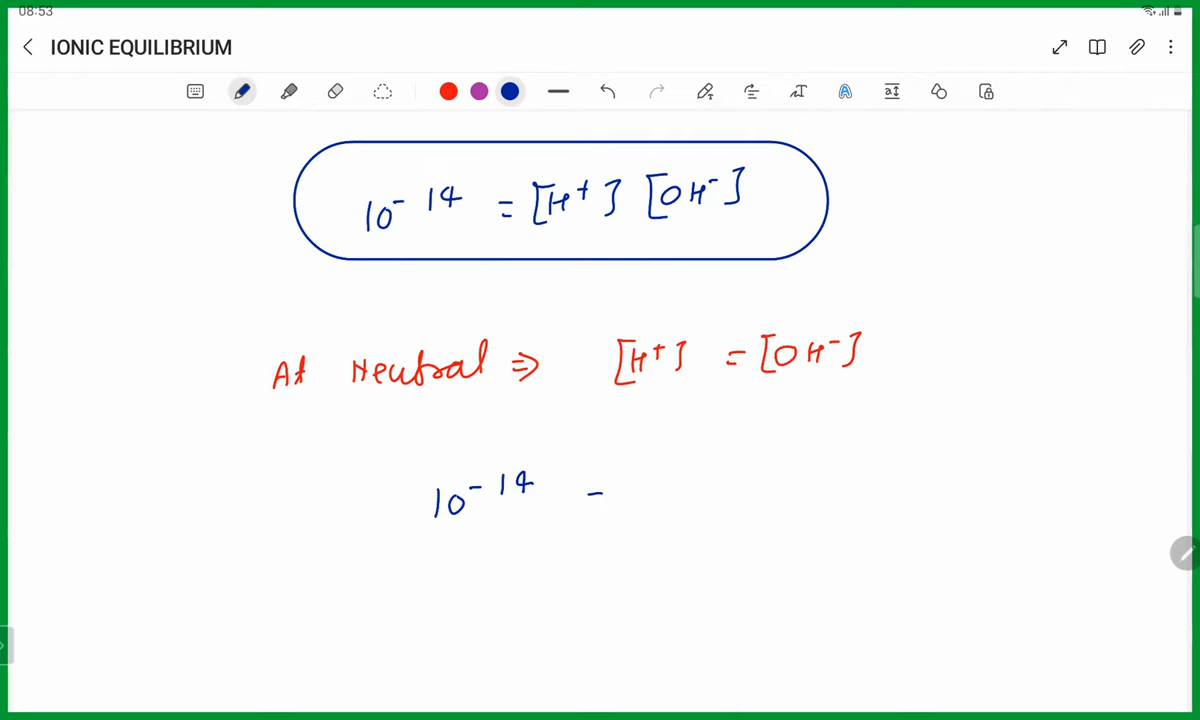 08:53
IONIC EQUILIBRIUM
10⁻¹⁴ = [H⁺] [OH⁻]
At Neutral ⇒ [H⁺] = [OH⁻]
10⁻¹⁴ -